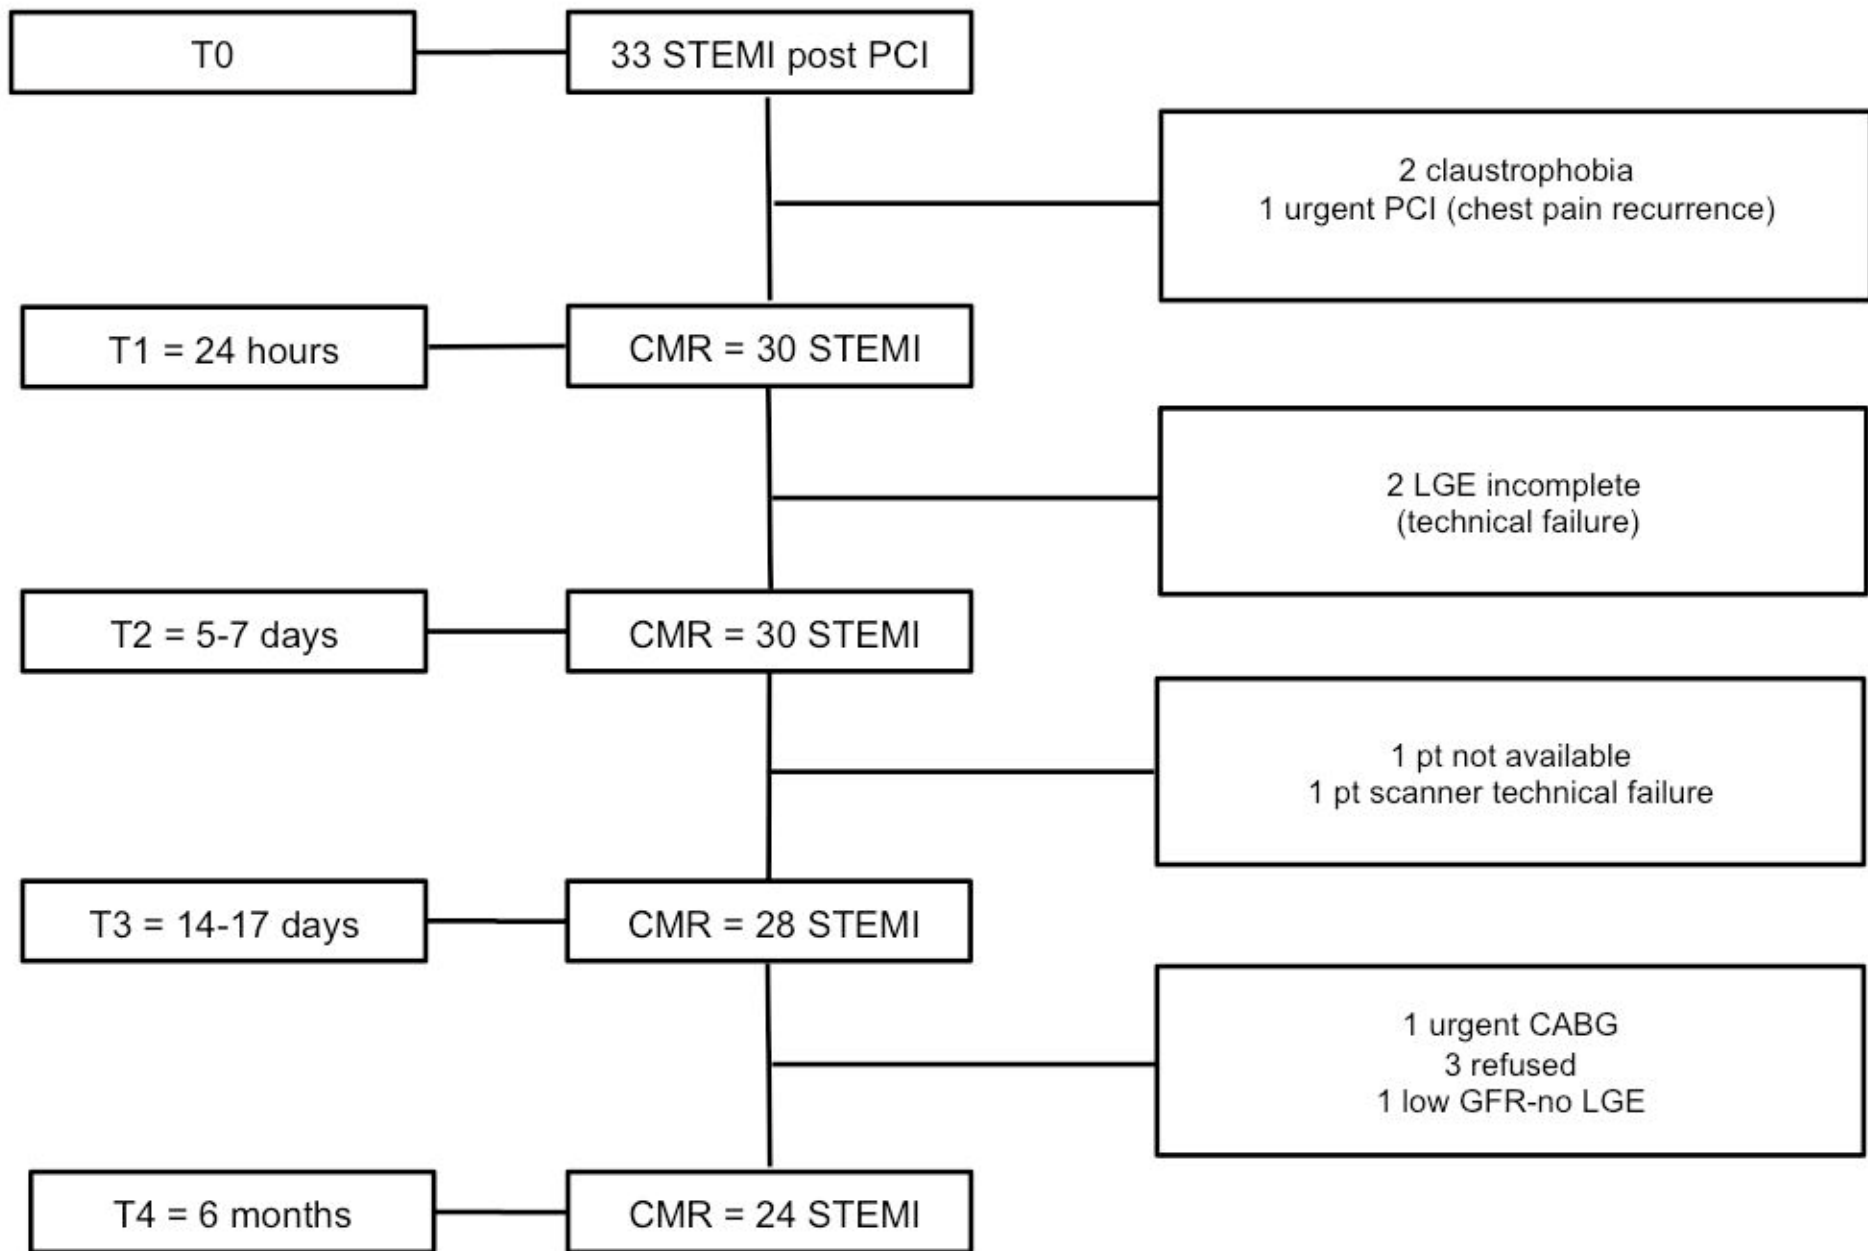 T0
33 STEMI post PCI
2 claustrophobia
1 urgent PCI (chest pain recurrence)
T1 = 24 hours
CMR = 30 STEMI
2 LGE incomplete
(technical failure)
T2 = 5-7 days
CMR = 30 STEMI
1 pt not available
1 pt scanner technical failure
T3 = 14-17 days
CMR = 28 STEMI
1 urgent CABG
3 refused
1 low GFR-no LGE
T4 = 6 months
CMR = 24 STEMI